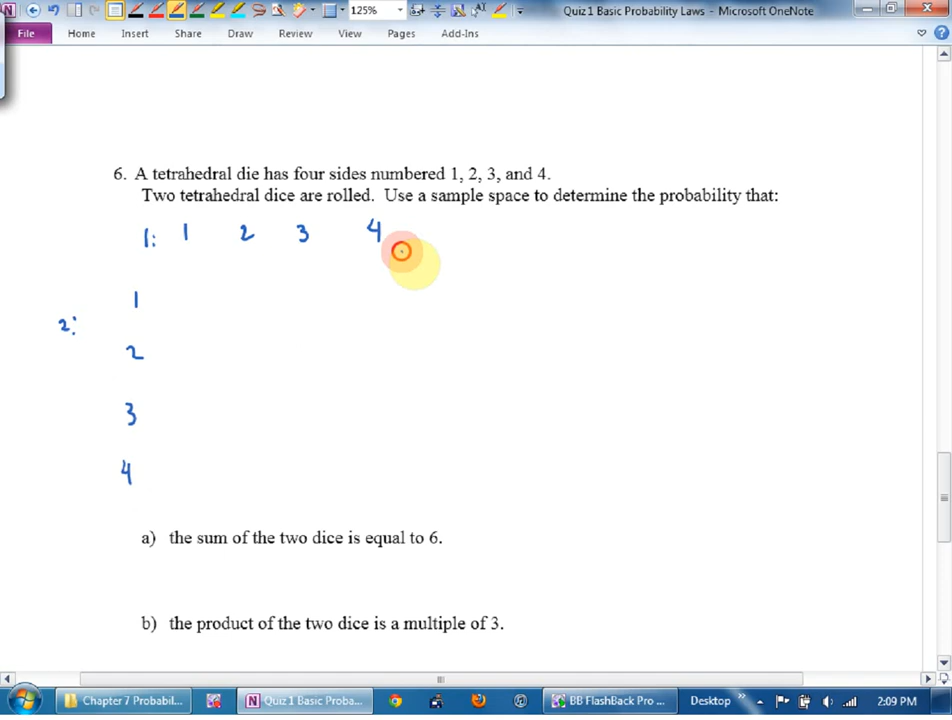 125%
Quiz 1 Basic Probability Laws - Microsoft OneNote
File Home Insert Share Draw Review View Pages Add-Ins
6. A tetrahedral die has four sides numbered 1, 2, 3, and 4.
Two tetrahedral dice are rolled. Use a sample space to determine the probability that:
1: 1 2 3 4
1
2:
2
3
4
a) the sum of the two dice is equal to 6.
b) the product of the two dice is a multiple of 3.
Chapter 7 Probabil... Quiz 1 Basic Proba... BB FlashBack Pro ... Desktop 2:09 PM